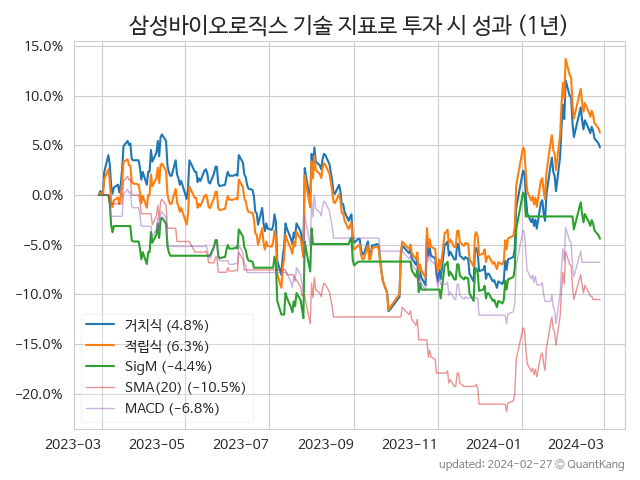 삼성바이오로직스 기술 지표로 투자 시 성과 (1년)
15.0%
10.0%
5.0%
0.0%
−5.0%
−10.0%
−15.0%
−20.0%
거치식 (4.8%)
적립식 (6.3%)
SigM (−4.4%)
SMA(20) (−10.5%)
MACD (−6.8%)
2023-03 2023-05 2023-07 2023-09 2023-11 2024-01 2024-03
updated: 2024-02-27 © QuantKang